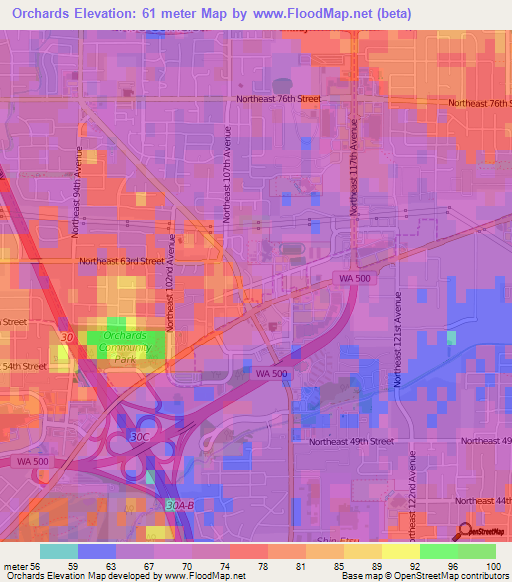 Orchards Elevation: 61 meter Map by www.FloodMap.net (beta)
Northeast 76th Street
Northeast 76th
Northeast 117th Avenue
Northeast 107th Avenue
Northeast 94th Avenue
Northeast 102nd Avenue
Northeast 63rd Street
WA 500
Street
30
Orchards
Community
Park
54th Street
WA 500
Northeast 121st Avenue
30C
Northeast 49th Street
Northeast 49
WA 500
Northeast 44th
30A-B
Northeast 122nd Avenue
OpenStreetMap
meter 56 59 63 67 70 74 78 81 85 89 92 96 100
Orchards Elevation Map developed by www.FloodMap.net
Base map © OpenStreetMap contributors